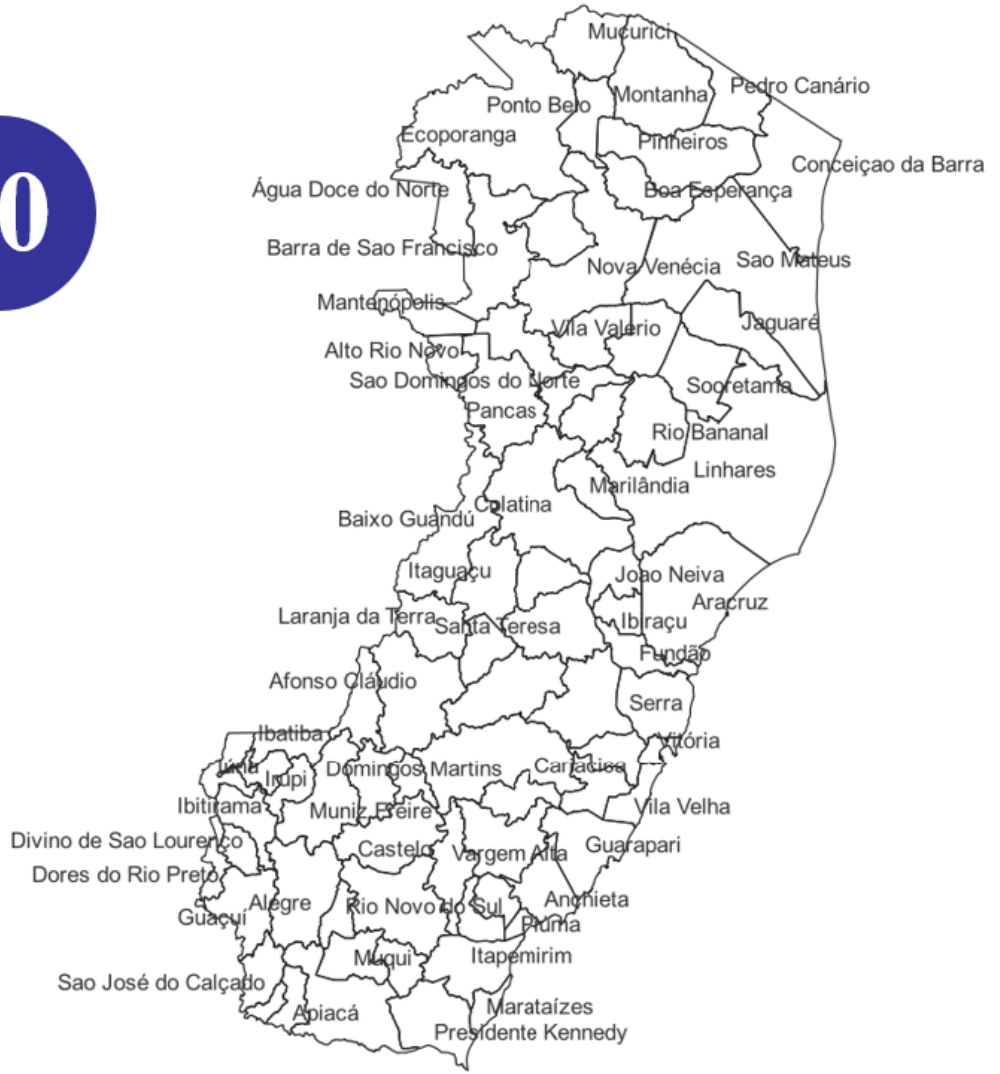 Mucurici
Pedro Canário
Montanha
Ponto Belo
Ecoporanga
Pinheiros
Conceiçao da Barra
Água Doce do Norte
Boa Esperança
0
Barra de Sao Francisco
Sao Mateus
Nova Venécia
Mantenópolis
Jaguaré
Vila Valério
Alto Rio Novo
Sao Domingos do Norte
Sooretama
Pancas
Rio Bananal
Linhares
Marilândia
Colatina
Baixo Guandú
Itaguaçu
Joao Neiva
Aracruz
Laranja da Terra
Ibiraçu
Santa Teresa
Fundão
Afonso Cláudio
Serra
Ibatiba
Vitória
Iúna
Irupi
Domingos Martins
Cariacica
Ibitirama
Muniz Freire
Vila Velha
Divino de Sao Lourenço
Castelo
Vargem Alta
Guarapari
Dores do Rio Preto
Alegre
Rio Novo do Sul
Anchieta
Guaçuí
Piúma
Muqui
Itapemirim
Sao José do Calçado
Apiacá
Marataízes
Presidente Kennedy